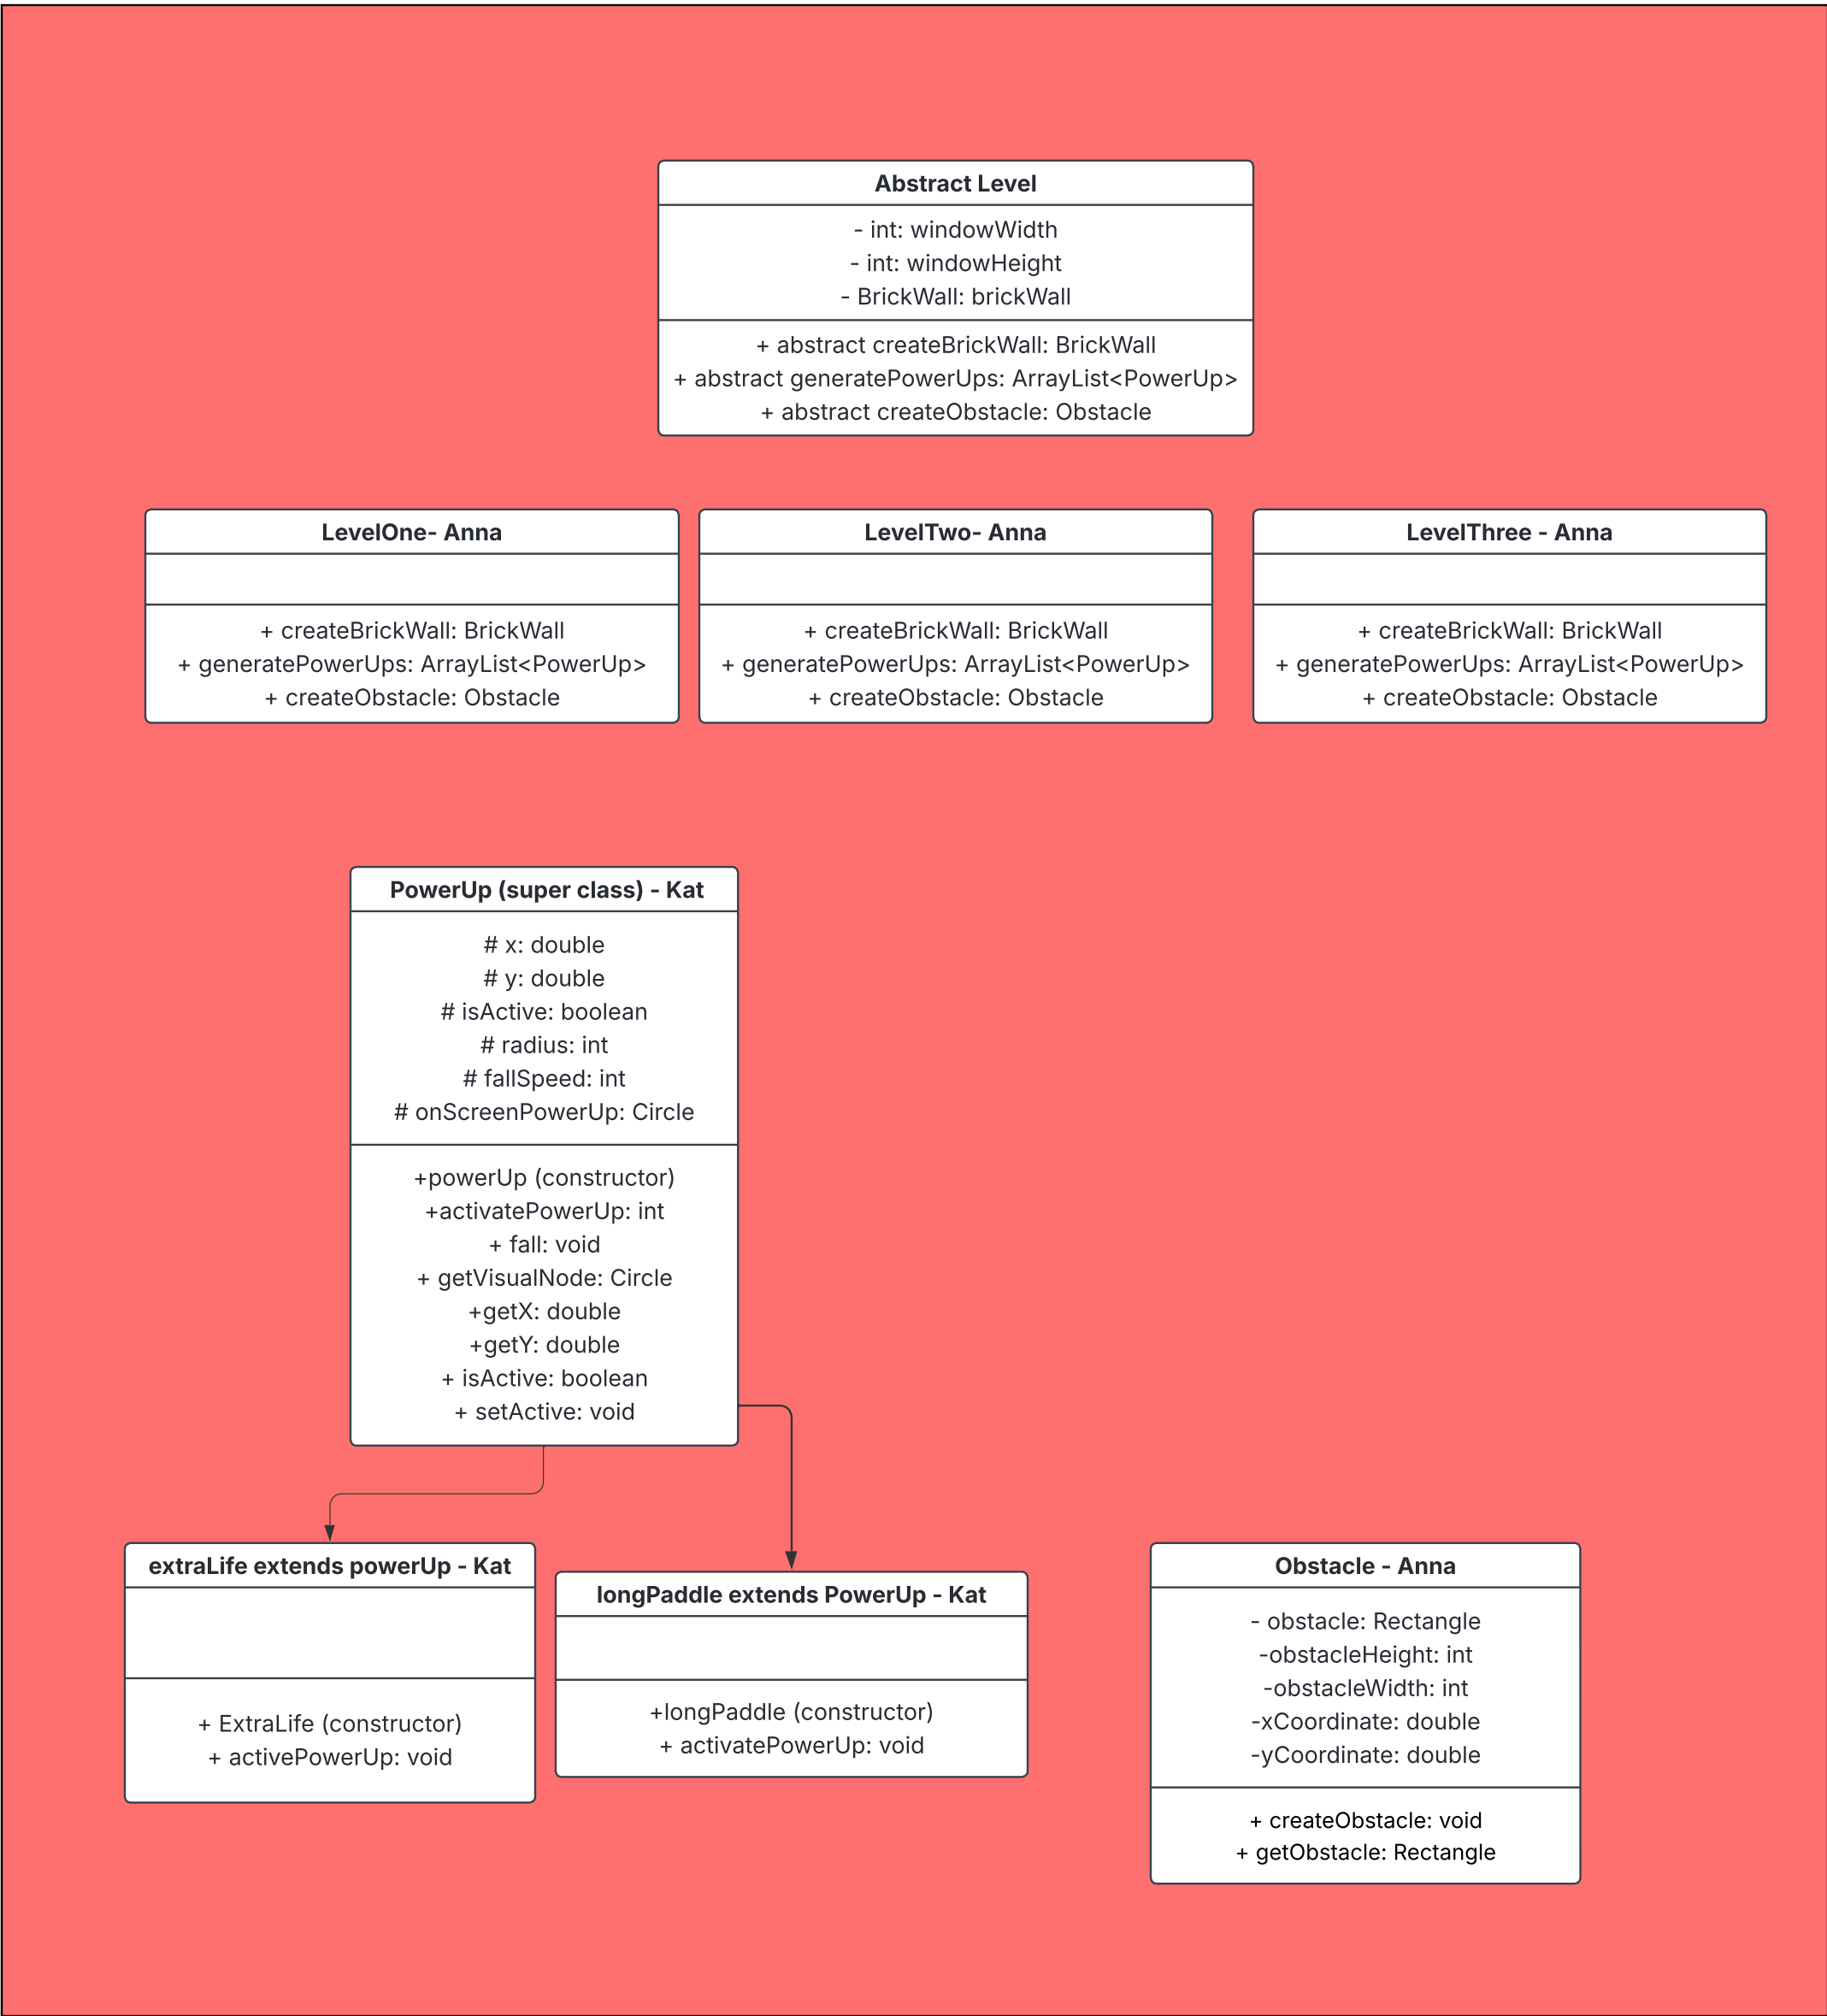 Abstract Level
- int: windowWidth
- int: windowHeight
- BrickWall: brickWall
+ abstract createBrickWall: BrickWall
+ abstract generatePowerUps: ArrayList<PowerUp>
+ abstract createObstacle: Obstacle
LevelOne- Anna
+ createBrickWall: BrickWall
+ generatePowerUps: ArrayList<PowerUp>
+ createObstacle: Obstacle
LevelTwo- Anna
+ createBrickWall: BrickWall
+ generatePowerUps: ArrayList<PowerUp>
+ createObstacle: Obstacle
LevelThree - Anna
+ createBrickWall: BrickWall
+ generatePowerUps: ArrayList<PowerUp>
+ createObstacle: Obstacle
PowerUp (super class) - Kat
# x: double
# y: double
# isActive: boolean
# radius: int
# fallSpeed: int
# onScreenPowerUp: Circle
+powerUp (constructor)
+activatePowerUp: int
+ fall: void
+ getVisualNode: Circle
+getX: double
+getY: double
+ isActive: boolean
+ setActive: void
extraLife extends powerUp - Kat
+ ExtraLife (constructor)
+ activePowerUp: void
longPaddle extends PowerUp - Kat
+longPaddle (constructor)
+ activatePowerUp: void
Obstacle - Anna
- obstacle: Rectangle
-obstacleHeight: int
-obstacleWidth: int
-xCoordinate: double
-yCoordinate: double
+ createObstacle: void
+ getObstacle: Rectangle